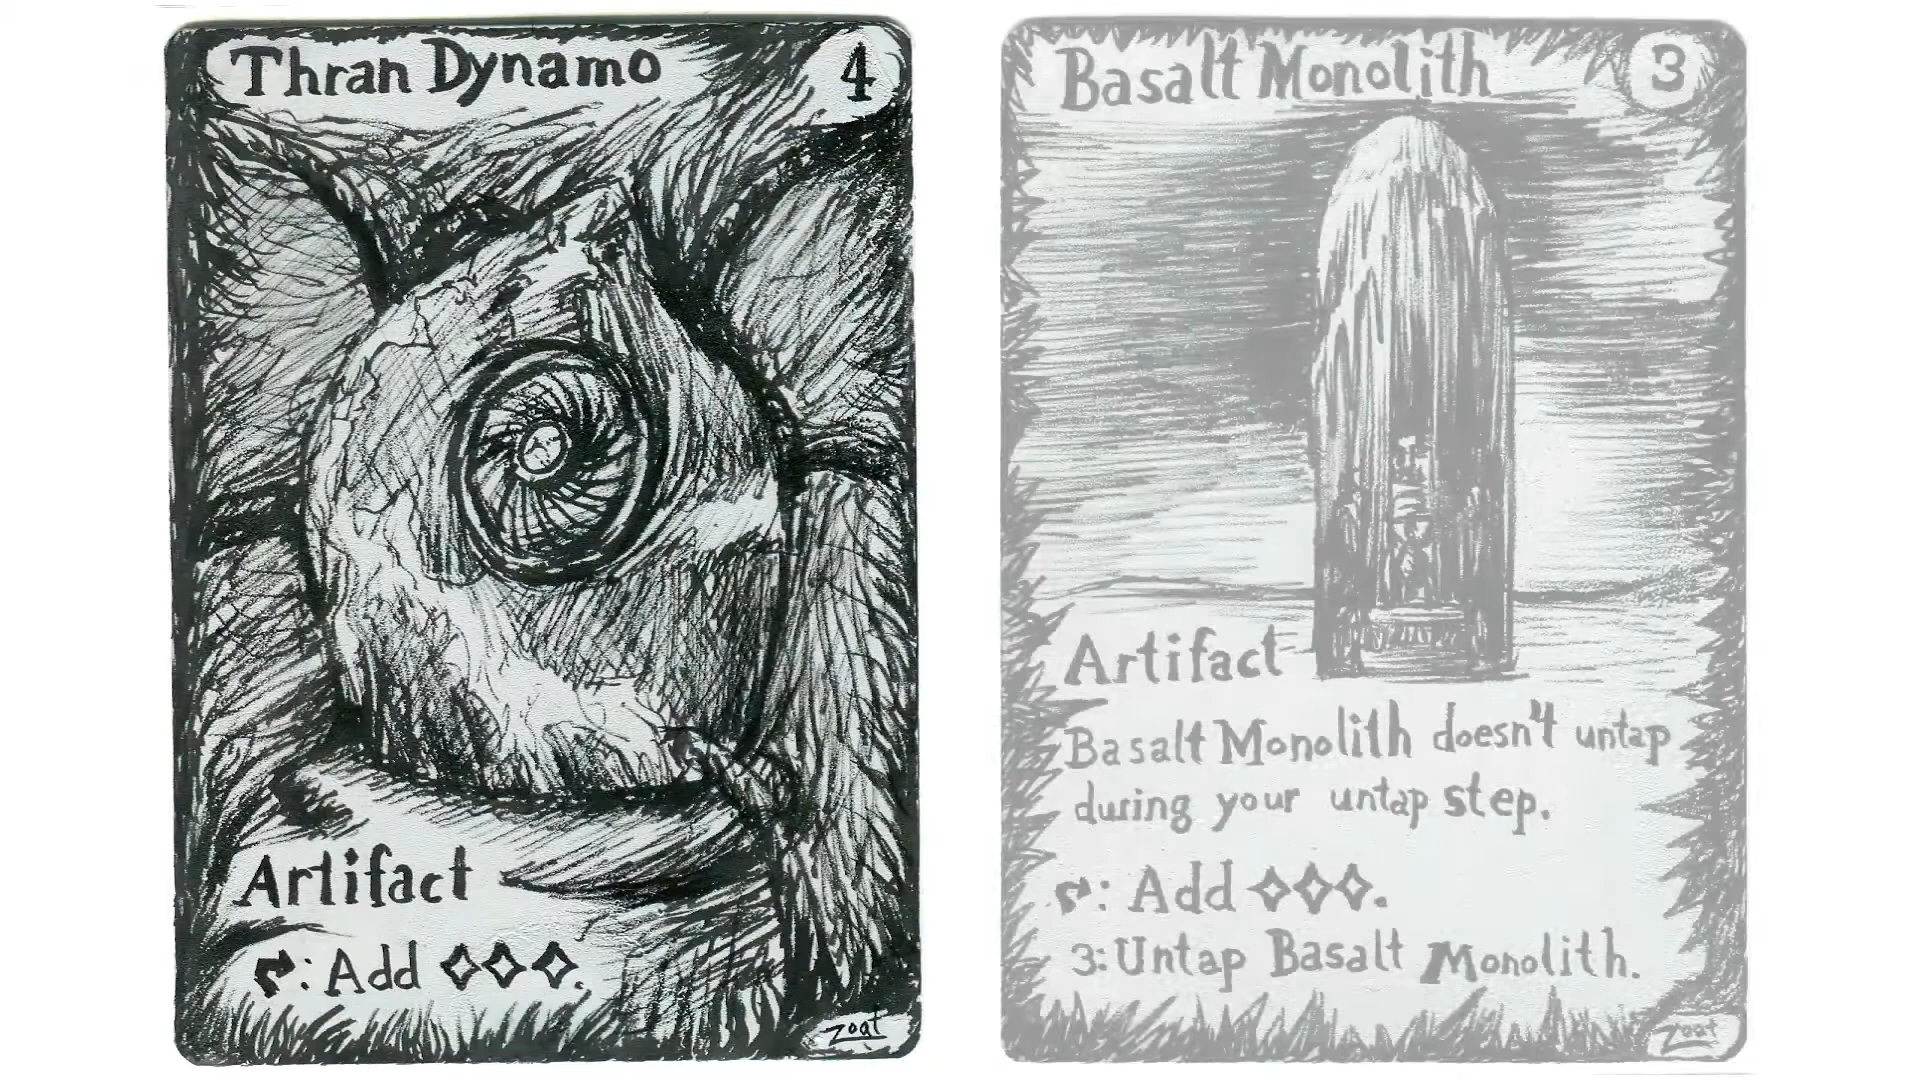 Thran Dynamo
4
Artifact
: Add ◇◇◇.
Zoat
Basalt Monolith
3
Artifact
Basalt Monolith doesn't untap
during your untap step.
: Add ◇◇◇.
3: Untap Basalt Monolith.
Zoat